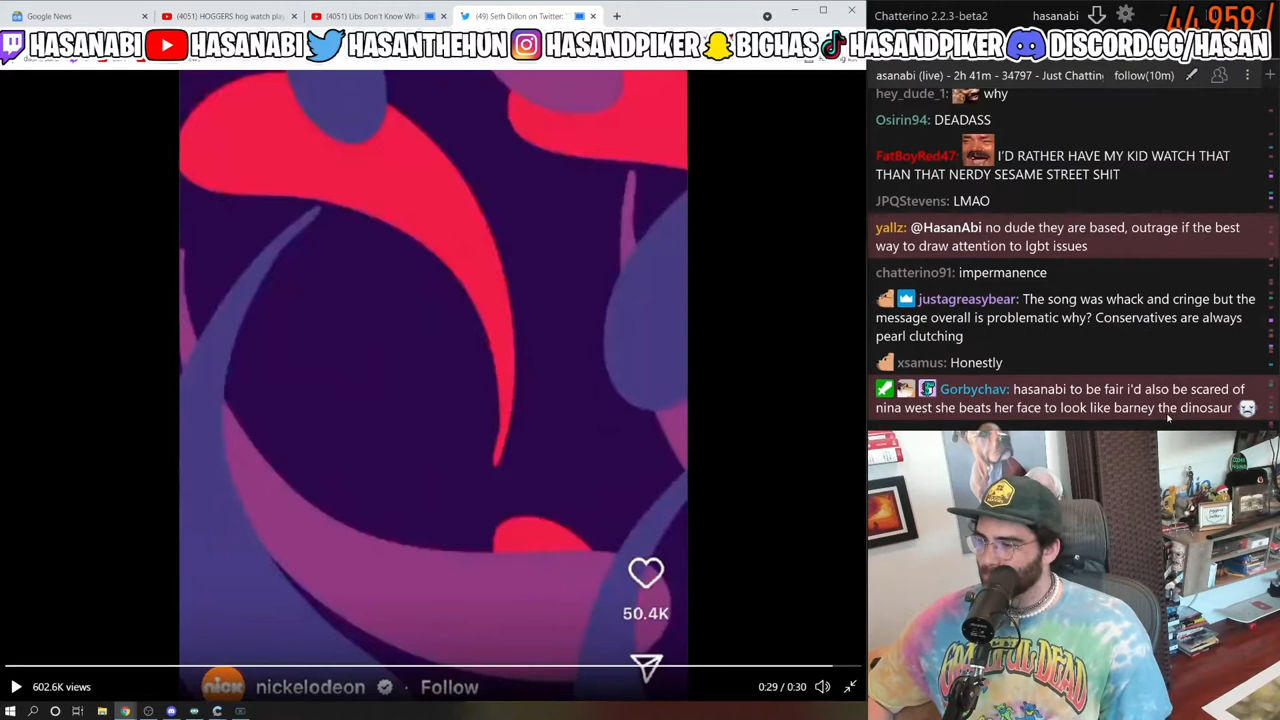 Google News
(4051) HOGGERS hog watch play
(4051) Libs Don't Know Wha
(49) Seth Dillon on Twitter: "
Chatterino 2.2.3-beta2
hasanabi
44,959 /
HASANABI
HASANABI
HASANTHEHUN
HASANDPIKER
BIGHAS
HASANDPIKER
DISCORD.GG/HASAN
asanabi (live) - 2h 41m - 34797 - Just Chattin
follow(10m)
hey_dude_1: why
Osirin94: DEADASS
FatBoyRed47: I'D RATHER HAVE MY KID WATCH THAT
THAN THAT NERDY SESAME STREET SHIT
JPQStevens: LMAO
yallz: @HasanAbi no dude they are based, outrage if the best
way to draw attention to lgbt issues
chatterino91: impermanence
justagreasybear: The song was whack and cringe but the
message overall is problematic why? Conservatives are always
pearl clutching
xsamus: Honestly
Gorbychav: hasanabi to be fair i'd also be scared of
nina west she beats her face to look like barney the dinosaur
50.4K
nick
nickelodeon
Follow
602.6K views
0:29 / 0:30
GRATEFUL DEAD